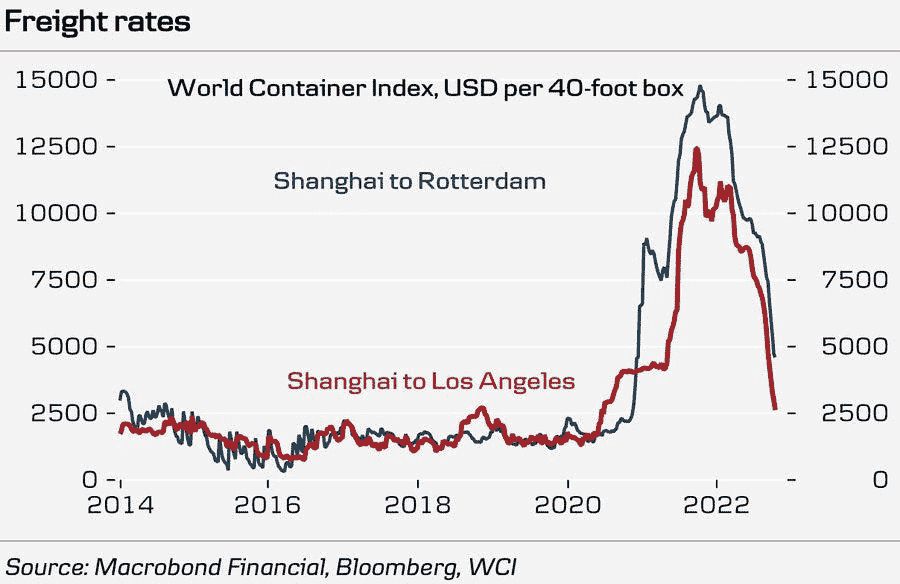 Freight rates
World Container Index, USD per 40-foot box
15000 - - 15000
12500 - - 12500
Shanghai to Rotterdam
10000 - - 10000
7500 - - 7500
5000 - - 5000
Shanghai to Los Angeles
2500 - - 2500
0 - - 0
2014 2016 2018 2020 2022
Source: Macrobond Financial, Bloomberg, WCI